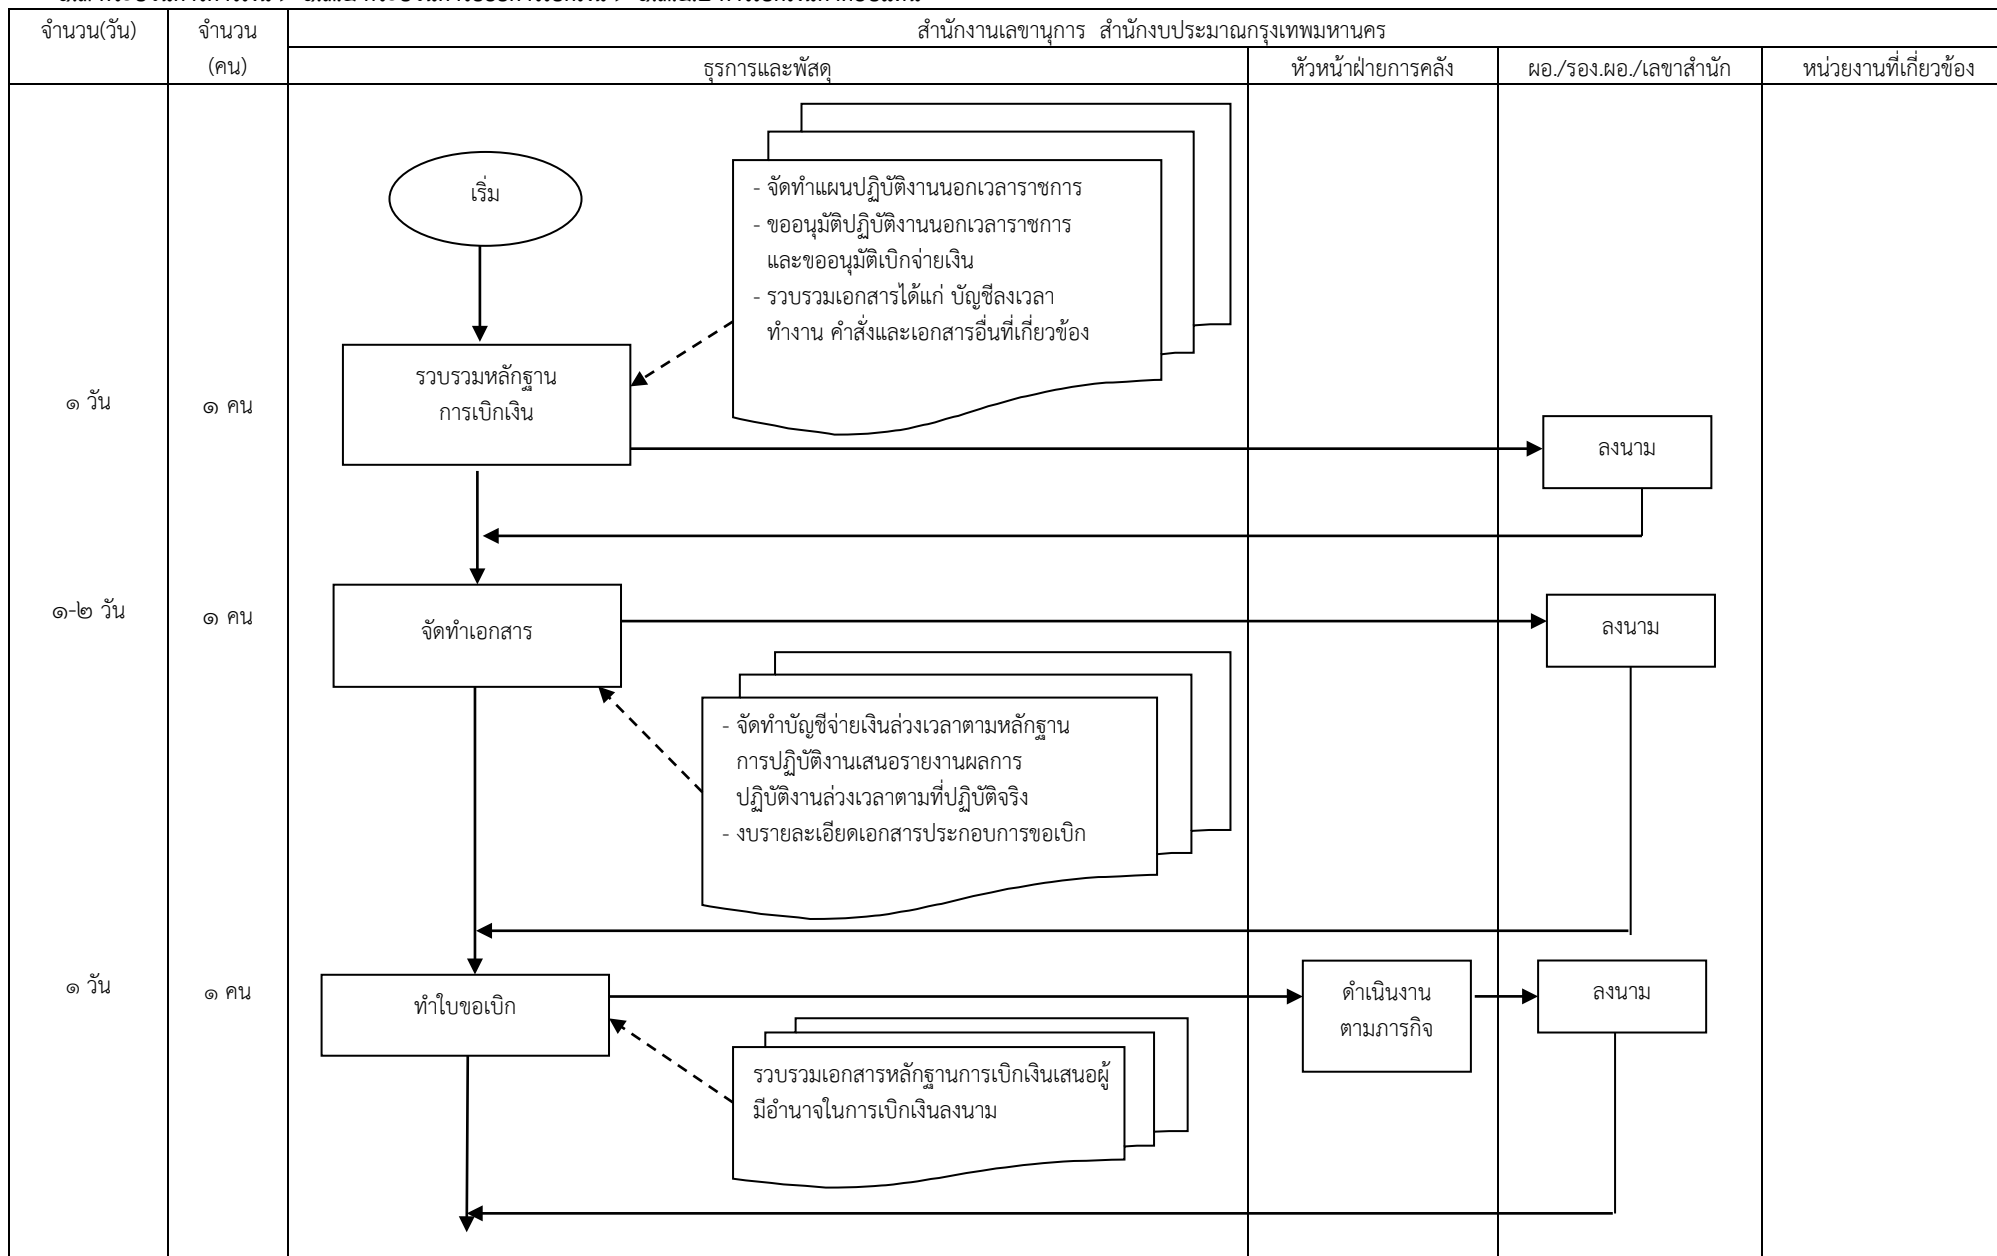 จำนวน(วัน)
จำนวน
(คน)
สำนักงานเลขานุการ สำนักงบประมาณกรุงเทพมหานคร
ธุรการและพัสดุ
หัวหน้าฝ่ายการคลัง
ผอ./รอง.ผอ./เลขาสำนัก
หน่วยงานที่เกี่ยวข้อง
เริ่ม
- จัดทำแผนปฏิบัติงานนอกเวลาราชการ
- ขออนุมัติปฏิบัติงานนอกเวลาราชการ
และขออนุมัติเบิกจ่ายเงิน
- รวบรวมเอกสารได้แก่ บัญชีลงเวลา
ทำงาน คำสั่งและเอกสารอื่นที่เกี่ยวข้อง
๑ วัน
๑ คน
รวบรวมหลักฐาน
การเบิกเงิน
ลงนาม
๑-๒ วัน
๑ คน
จัดทำเอกสาร
ลงนาม
- จัดทำบัญชีจ่ายเงินล่วงเวลาตามหลักฐาน
การปฏิบัติงานเสนอรายงานผลการ
ปฏิบัติงานล่วงเวลาตามที่ปฏิบัติจริง
- งบรายละเอียดเอกสารประกอบการขอเบิก
๑ วัน
๑ คน
ทำใบขอเบิก
ดำเนินงาน
ตามภารกิจ
ลงนาม
รวบรวมเอกสารหลักฐานการเบิกเงินเสนอผู้
มีอำนาจในการเบิกเงินลงนาม